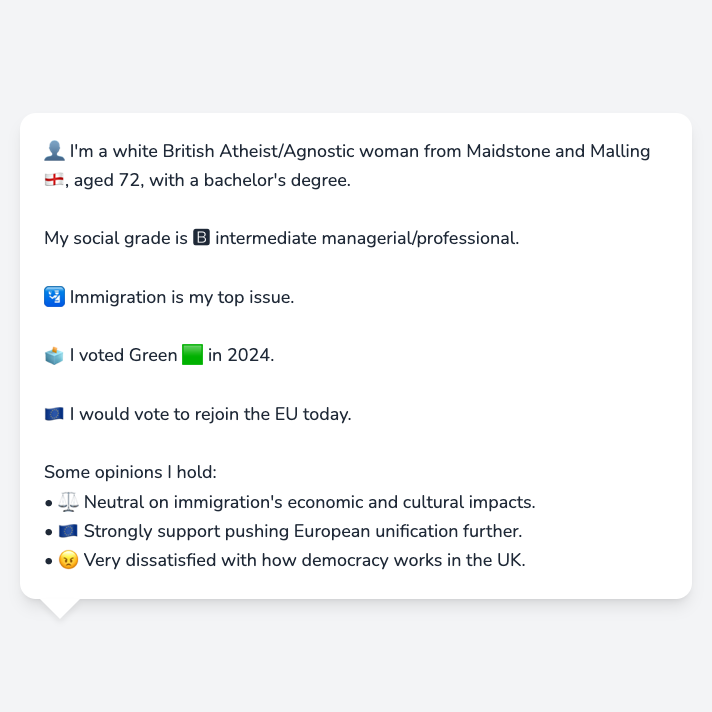 👤 I'm a white British Atheist/Agnostic woman from Maidstone and Malling
🏴󠁧󠁢󠁥󠁮󠁧󠁿, aged 72, with a bachelor's degree.
My social grade is 🅱 intermediate managerial/professional.
🛂 Immigration is my top issue.
🗳️ I voted Green 🟩 in 2024.
🇪🇺 I would vote to rejoin the EU today.
Some opinions I hold:
• ⚖️ Neutral on immigration's economic and cultural impacts.
• 🇪🇺 Strongly support pushing European unification further.
• 😠 Very dissatisfied with how democracy works in the UK.